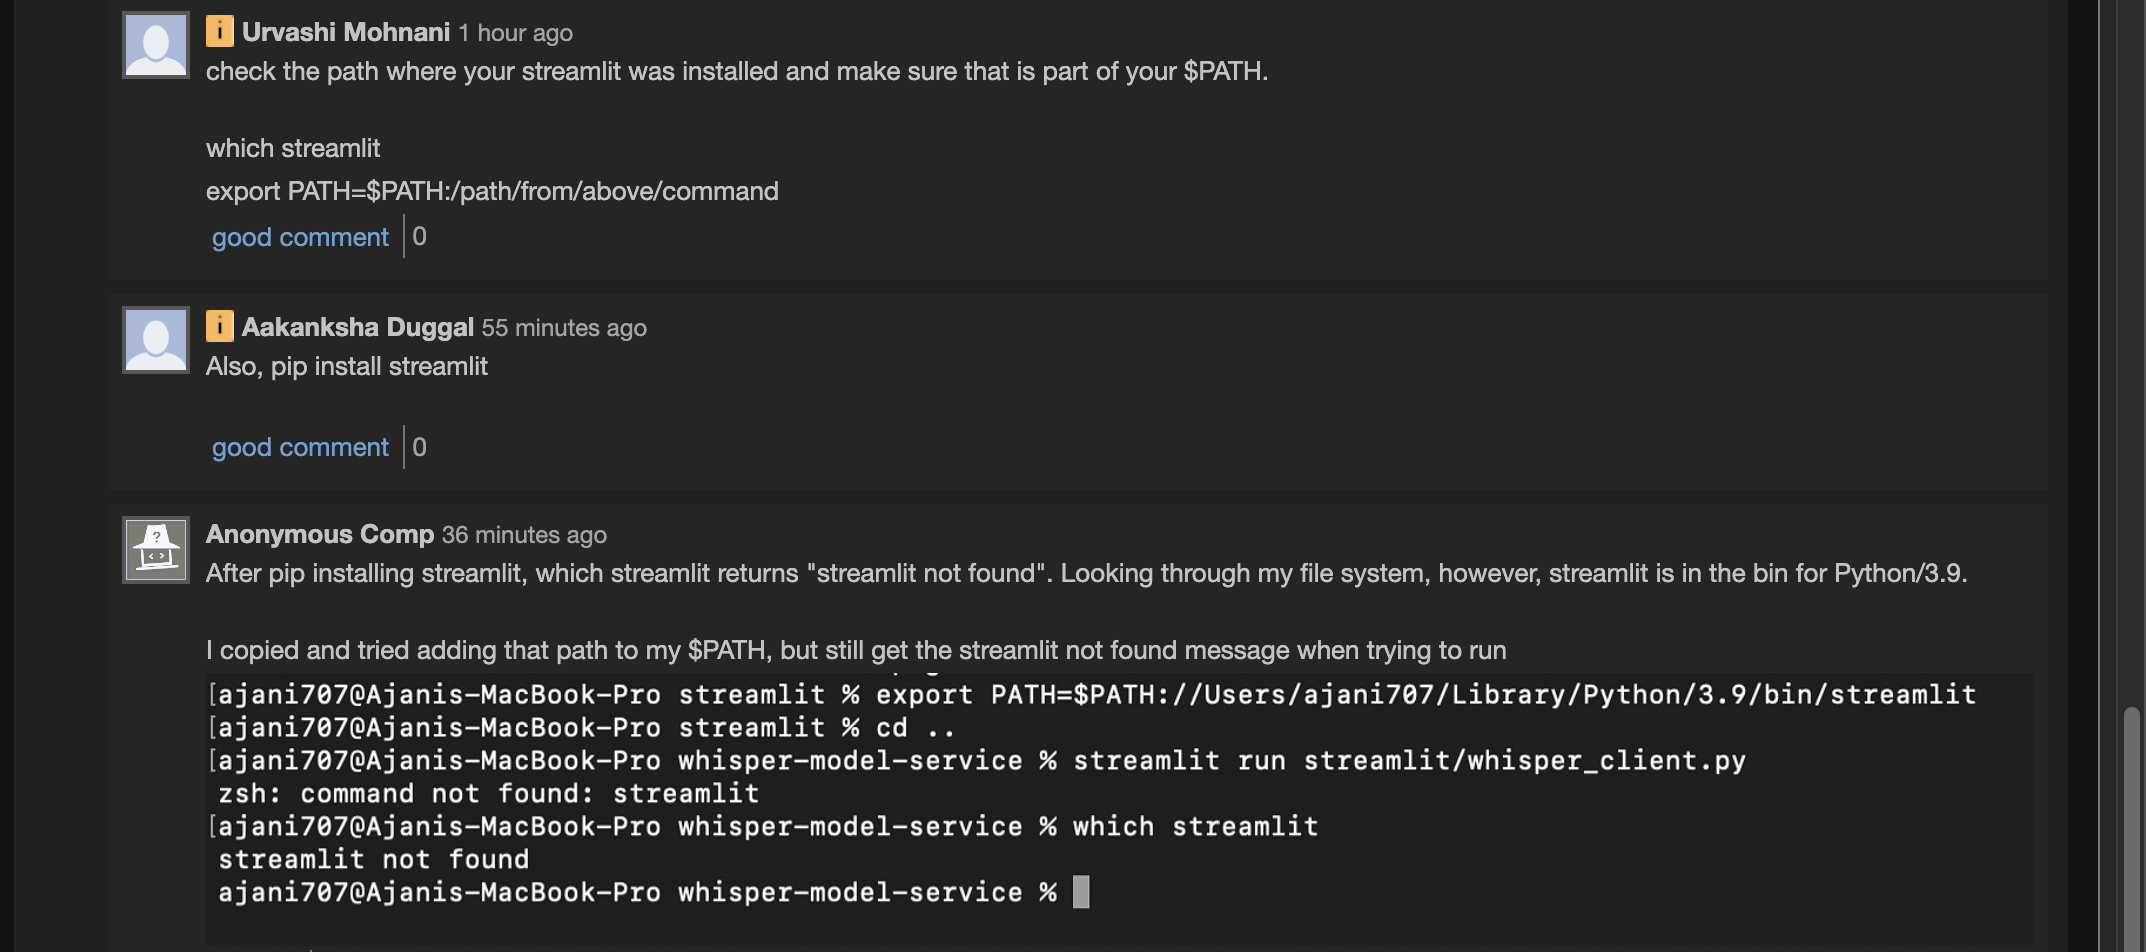 i Urvashi Mohnani 1 hour ago
check the path where your streamlit was installed and make sure that is part of your $PATH.
which streamlit
export PATH=$PATH:/path/from/above/command
good comment 0
i Aakanksha Duggal 55 minutes ago
Also, pip install streamlit
good comment 0
Anonymous Comp 36 minutes ago
After pip installing streamlit, which streamlit returns "streamlit not found". Looking through my file system, however, streamlit is in the bin for Python/3.9.
I copied and tried adding that path to my $PATH, but still get the streamlit not found message when trying to run
[ajani707@Ajanis-MacBook-Pro streamlit % export PATH=$PATH://Users/ajani707/Library/Python/3.9/bin/streamlit
[ajani707@Ajanis-MacBook-Pro streamlit % cd ..
[ajani707@Ajanis-MacBook-Pro whisper-model-service % streamlit run streamlit/whisper_client.py
zsh: command not found: streamlit
[ajani707@Ajanis-MacBook-Pro whisper-model-service % which streamlit
streamlit not found
ajani707@Ajanis-MacBook-Pro whisper-model-service %